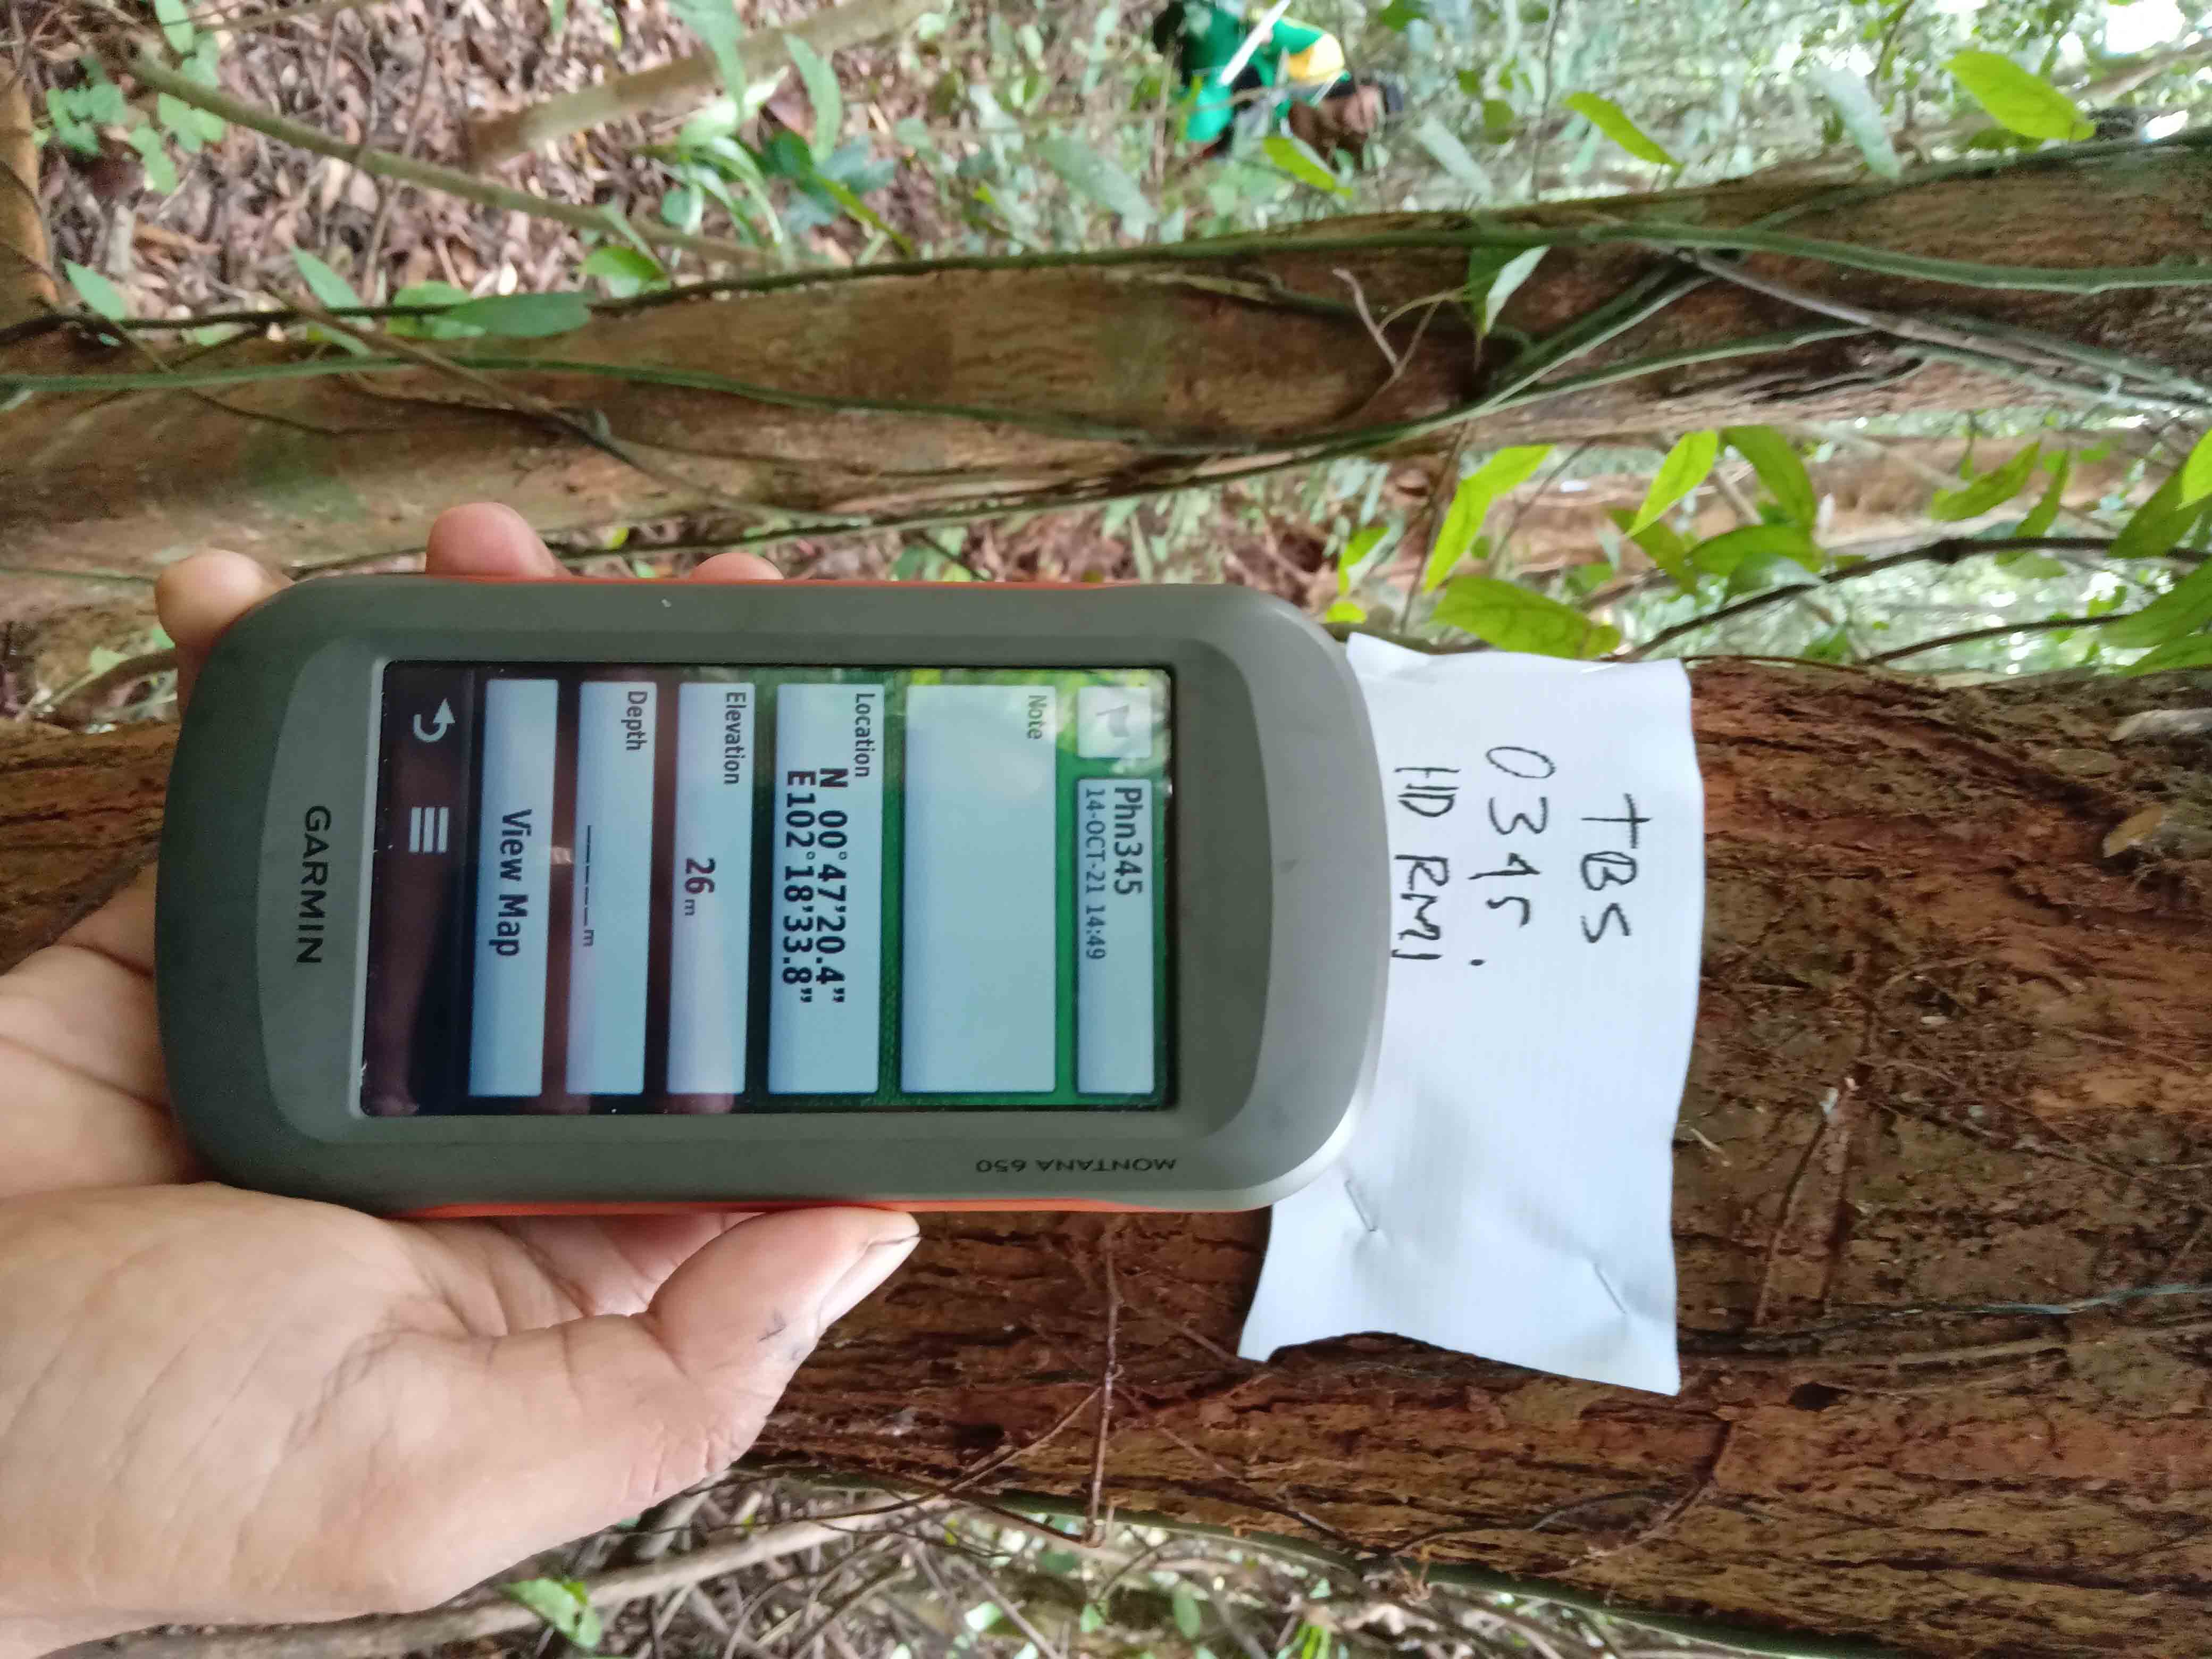 TBS
0345
HD RMJ
MONTANA 650
Phn345
14-OCT-21 14:49
Note
Location
N 00°47'20.4"
E102°18'33.8"
Elevation
26 m
Depth
_____m
View Map
GARMIN